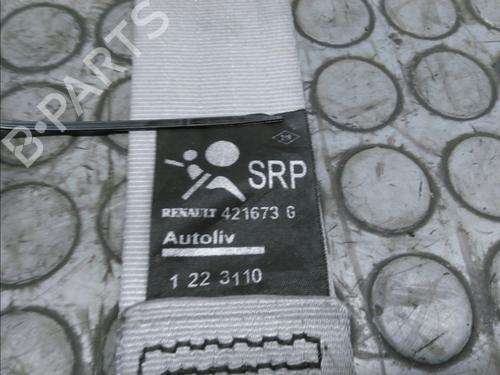 B-PARTS
SRP
RENAULT 421673 G
Autoliv
1 22 3110